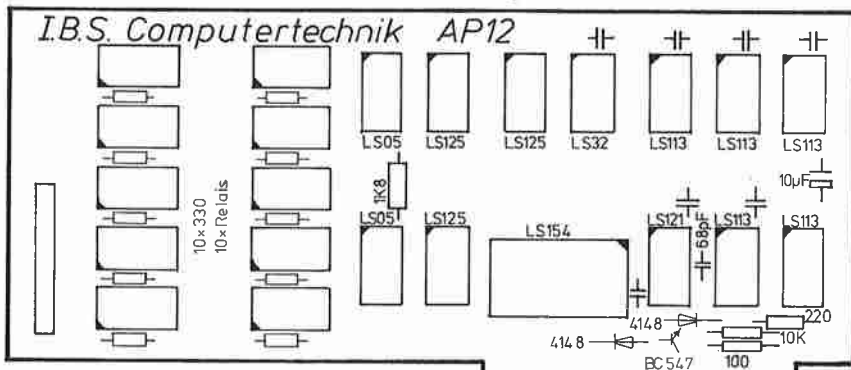 I.B.S. Computertechnik AP12
LS05 LS125 LS125 LS32 LS113 LS113 LS113
1K8
10µF
10×330
10×Relais
LS05 LS125 LS154 LS121 LS113 LS113
68pF
4148 220
10K
4148
BC547 100